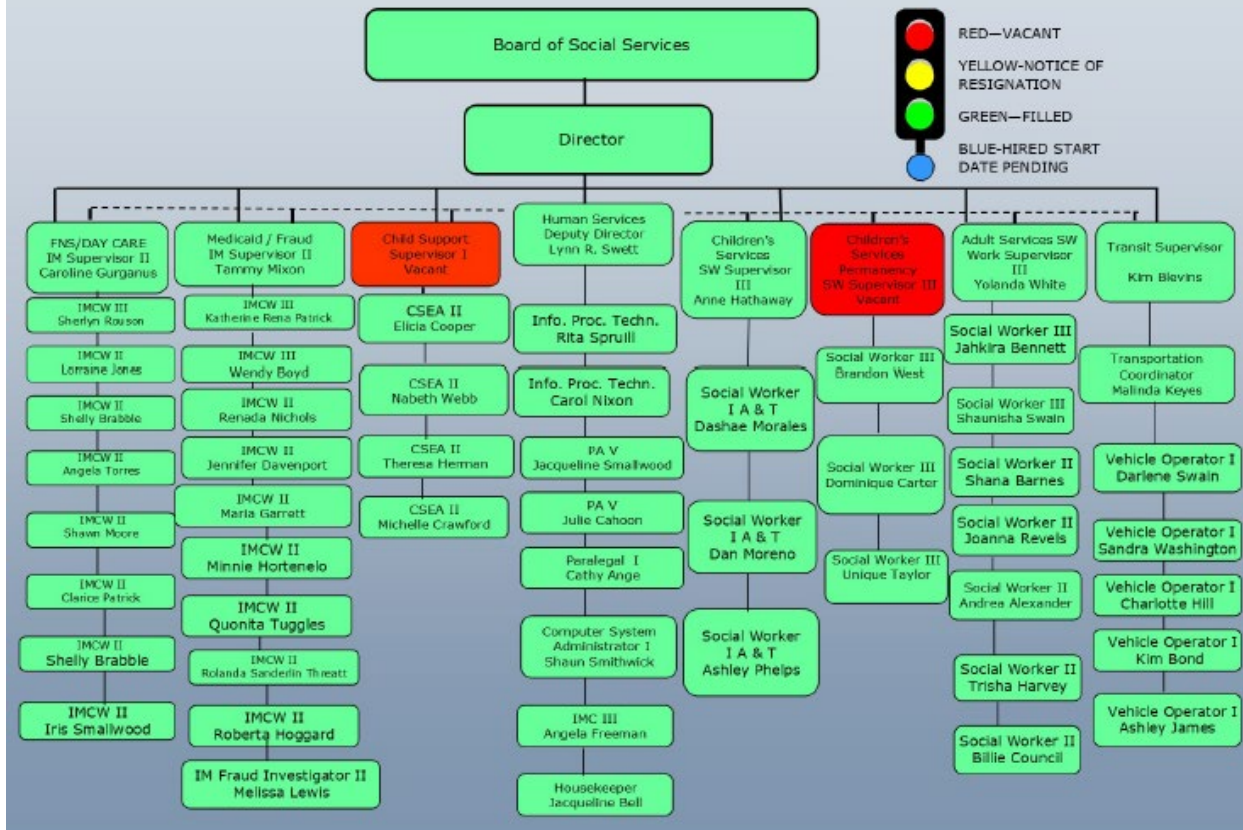 Board of Social Services
RED—VACANT
YELLOW-NOTICE OF
RESIGNATION
GREEN—FILLED
BLUE-HIRED START
DATE PENDING
Director
FNS/DAY CARE
IM Supervisor II
Caroline Gurganus
IMCW III
Sherlyn Rouson
IMCW II
Lorraine Jones
IMCW II
Shelly Brabble
IMCW II
Angela Torres
IMCW II
Shawn Moore
IMCW II
Clarice Patrick
IMCW II
Shelly Brabble
IMCW II
Iris Smallwood
Medicaid / Fraud
IM Supervisor II
Tammy Mixon
IMCW III
Katherine Rena Patrick
IMCW III
Wendy Boyd
IMCW II
Renada Nichols
IMCW II
Jennifer Davenport
IMCW II
Maria Garrett
IMCW II
Minnie Hortenelo
IMCW II
Quonita Tuggles
IMCW II
Rolanda Sanderlin Threatt
IMCW II
Roberta Hoggard
IM Fraud Investigator II
Melissa Lewis
Child Support
Supervisor I
Vacant
CSEA II
Elicia Cooper
CSEA II
Nabeth Webb
CSEA II
Theresa Herman
CSEA II
Michelle Crawford
Human Services
Deputy Director
Lynn R. Swett
Info. Proc. Techn.
Rita Spruill
Info. Proc. Techn.
Carol Nixon
PA V
Jacqueline Smallwood
PA V
Julie Cahoon
Paralegal I
Cathy Ange
Computer System
Administrator I
Shaun Smithwick
IMC III
Angela Freeman
Housekeeper
Jacqueline Bell
Children's
Services
SW Supervisor
III
Anne Hathaway
Social Worker
I A & T
Dashae Morales
Social Worker
I A & T
Dan Moreno
Social Worker
I A & T
Ashley Phelps
Children's
Services
Permanency
SW Supervisor III
Vacant
Social Worker III
Brandon West
Social Worker III
Dominique Carter
Social Worker III
Unique Taylor
Adult Services SW
Work Supervisor
III
Yolanda White
Social Worker III
Jahkira Bennett
Social Worker III
Shaunisha Swain
Social Worker II
Shana Barnes
Social Worker II
Joanna Revels
Social Worker II
Andrea Alexander
Social Worker II
Trisha Harvey
Social Worker II
Billie Council
Transit Supervisor
Kim Blevins
Transportation
Coordinator
Malinda Keyes
Vehicle Operator I
Darlene Swain
Vehicle Operator I
Sandra Washington
Vehicle Operator I
Charlotte Hill
Vehicle Operator I
Kim Bond
Vehicle Operator I
Ashley James